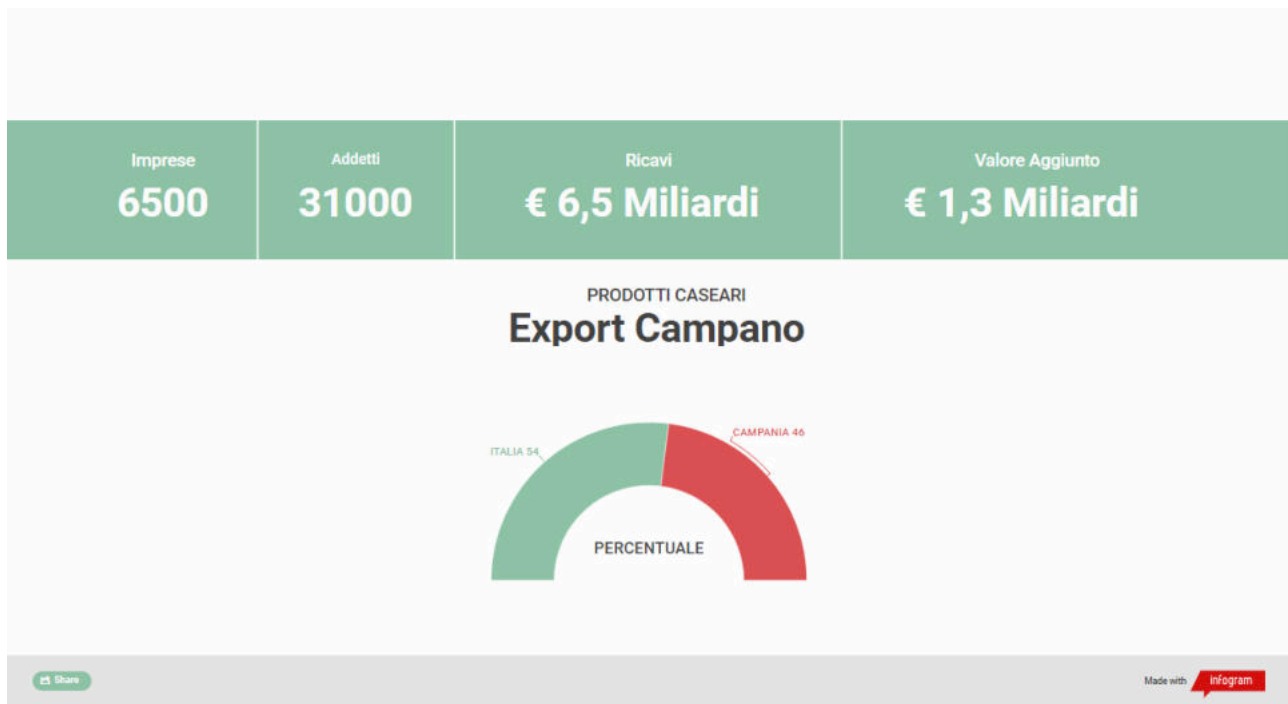 Imprese
6500
Addetti
31000
Ricavi
€ 6,5 Miliardi
Valore Aggiunto
€ 1,3 Miliardi
PRODOTTI CASEARI
Export Campano
ITALIA 54
CAMPANIA 46
PERCENTUALE
Share
Made with infogram